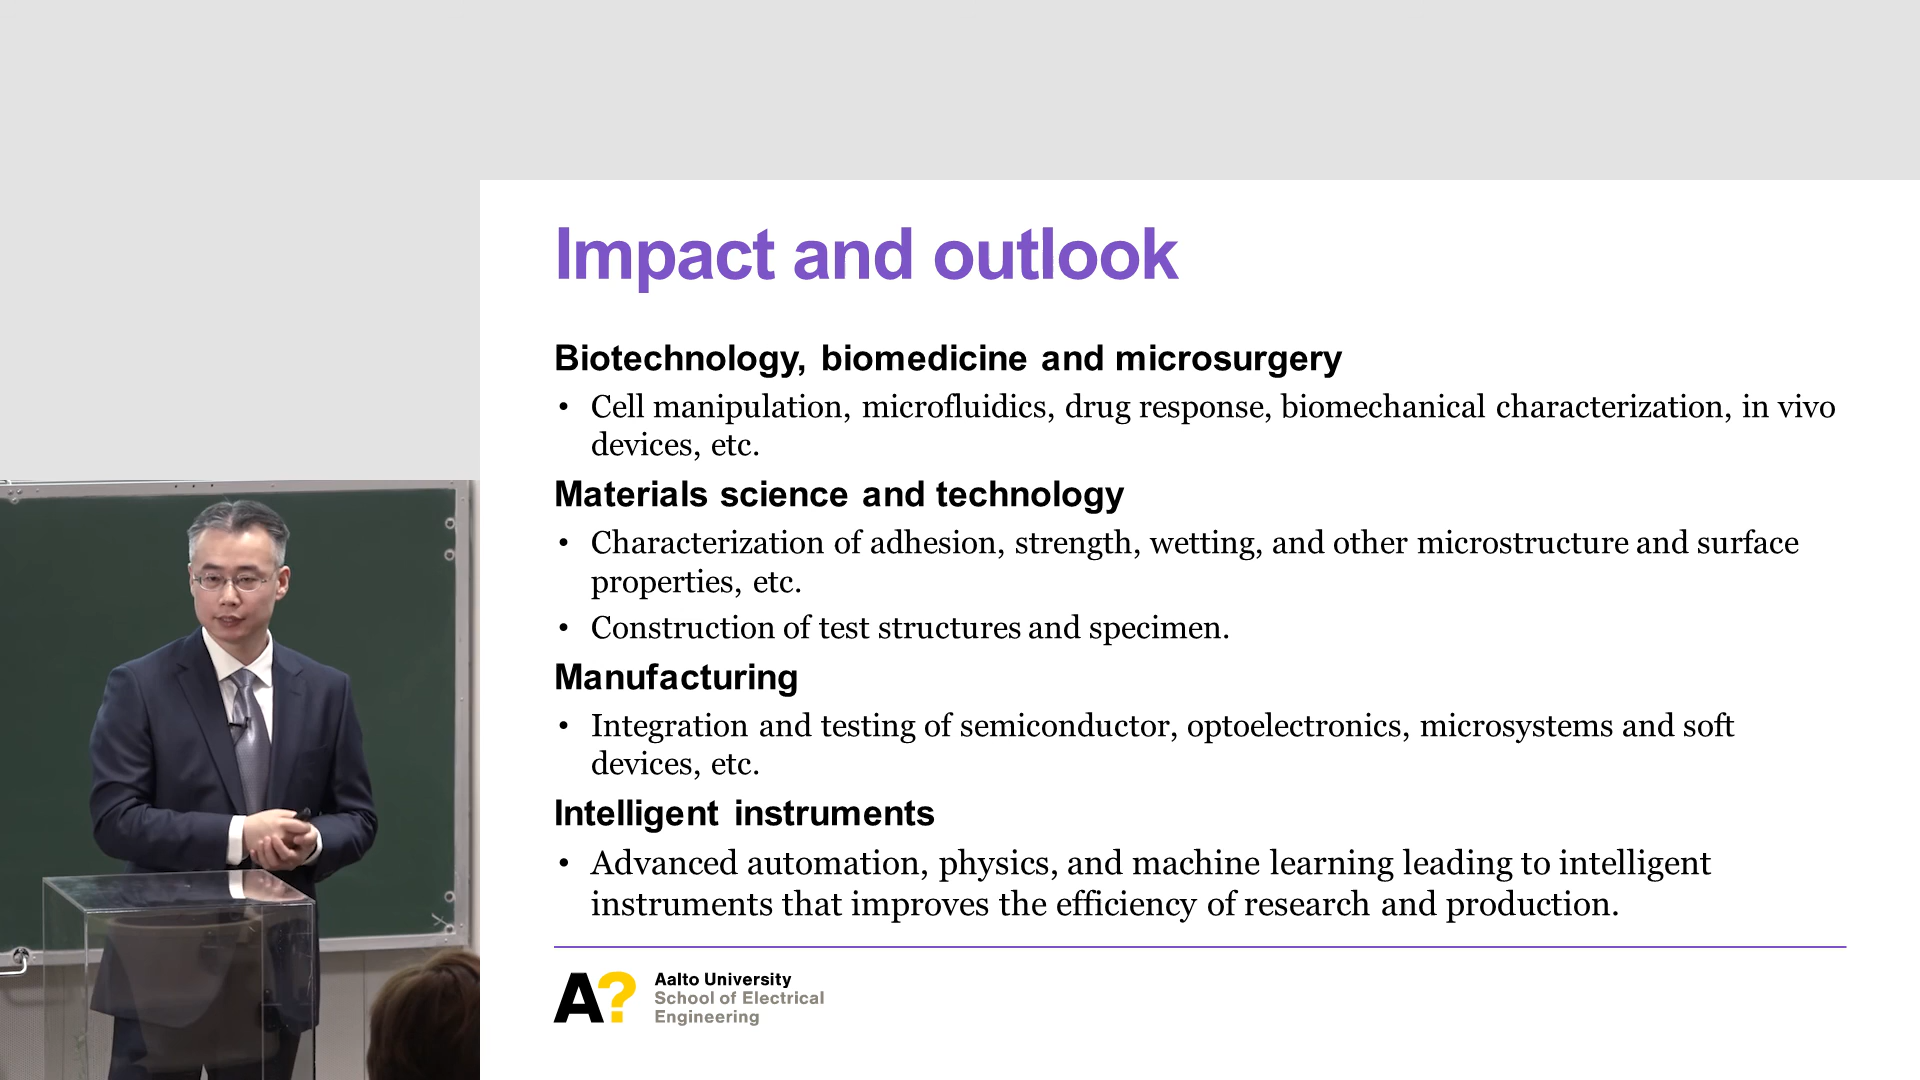 Impact and outlook
Biotechnology, biomedicine and microsurgery
• Cell manipulation, microfluidics, drug response, biomechanical characterization, in vivo
devices, etc.
Materials science and technology
• Characterization of adhesion, strength, wetting, and other microstructure and surface
properties, etc.
• Construction of test structures and specimen.
Manufacturing
• Integration and testing of semiconductor, optoelectronics, microsystems and soft
devices, etc.
Intelligent instruments
• Advanced automation, physics, and machine learning leading to intelligent
instruments that improves the efficiency of research and production.
A?
Aalto University
School of Electrical
Engineering